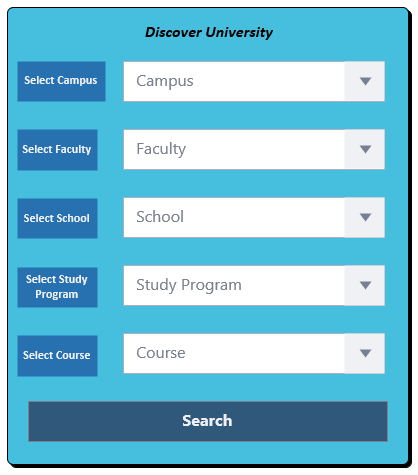 Discover University
Select Campus
Campus
Select Faculty
Faculty
Select School
School
Select Study
Program
Study Program
Select Course
Course
Search